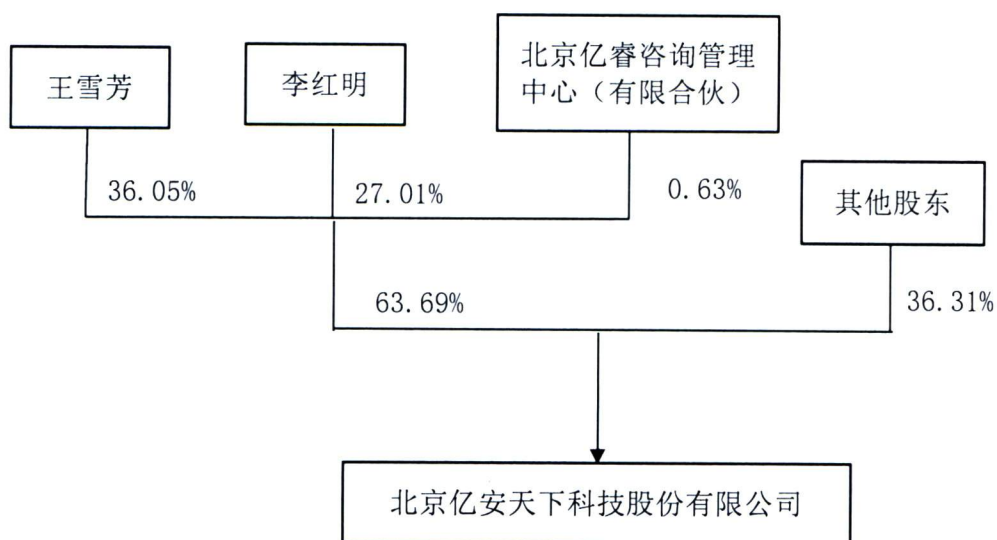 王雪芳
李红明
北京亿睿咨询管理
中心（有限合伙）
36.05%
27.01%
0.63%
其他股东
63.69%
36.31%
北京亿安天下科技股份有限公司